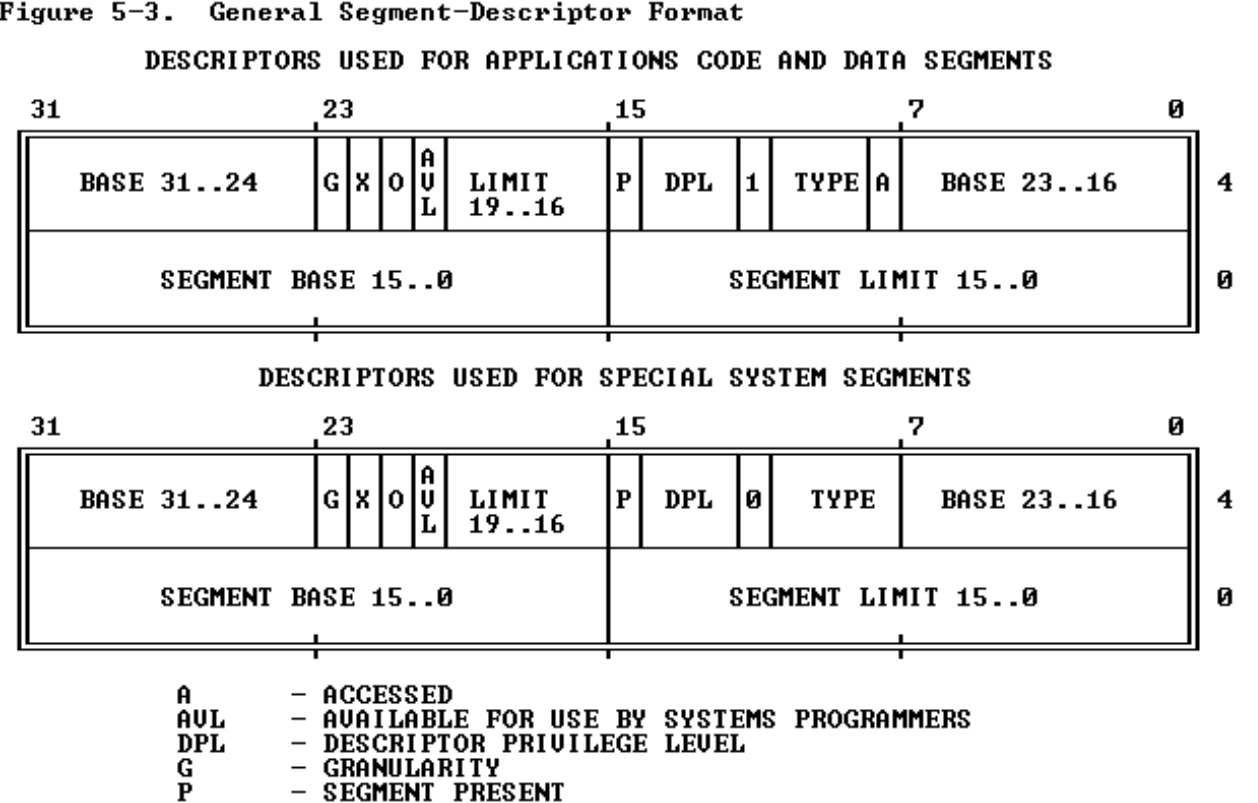 Figure 5-3. General Segment-Descriptor Format
DESCRIPTORS USED FOR APPLICATIONS CODE AND DATA SEGMENTS
31 23 15 7 0
BASE 31..24 G X O AVL LIMIT 19..16 P DPL 1 TYPE A BASE 23..16 4
SEGMENT BASE 15..0 SEGMENT LIMIT 15..0 0
DESCRIPTORS USED FOR SPECIAL SYSTEM SEGMENTS
31 23 15 7 0
BASE 31..24 G X O AVL LIMIT 19..16 P DPL 0 TYPE BASE 23..16 4
SEGMENT BASE 15..0 SEGMENT LIMIT 15..0 0
A - ACCESSED
AVL - AVAILABLE FOR USE BY SYSTEMS PROGRAMMERS
DPL - DESCRIPTOR PRIVILEGE LEVEL
G - GRANULARITY
P - SEGMENT PRESENT